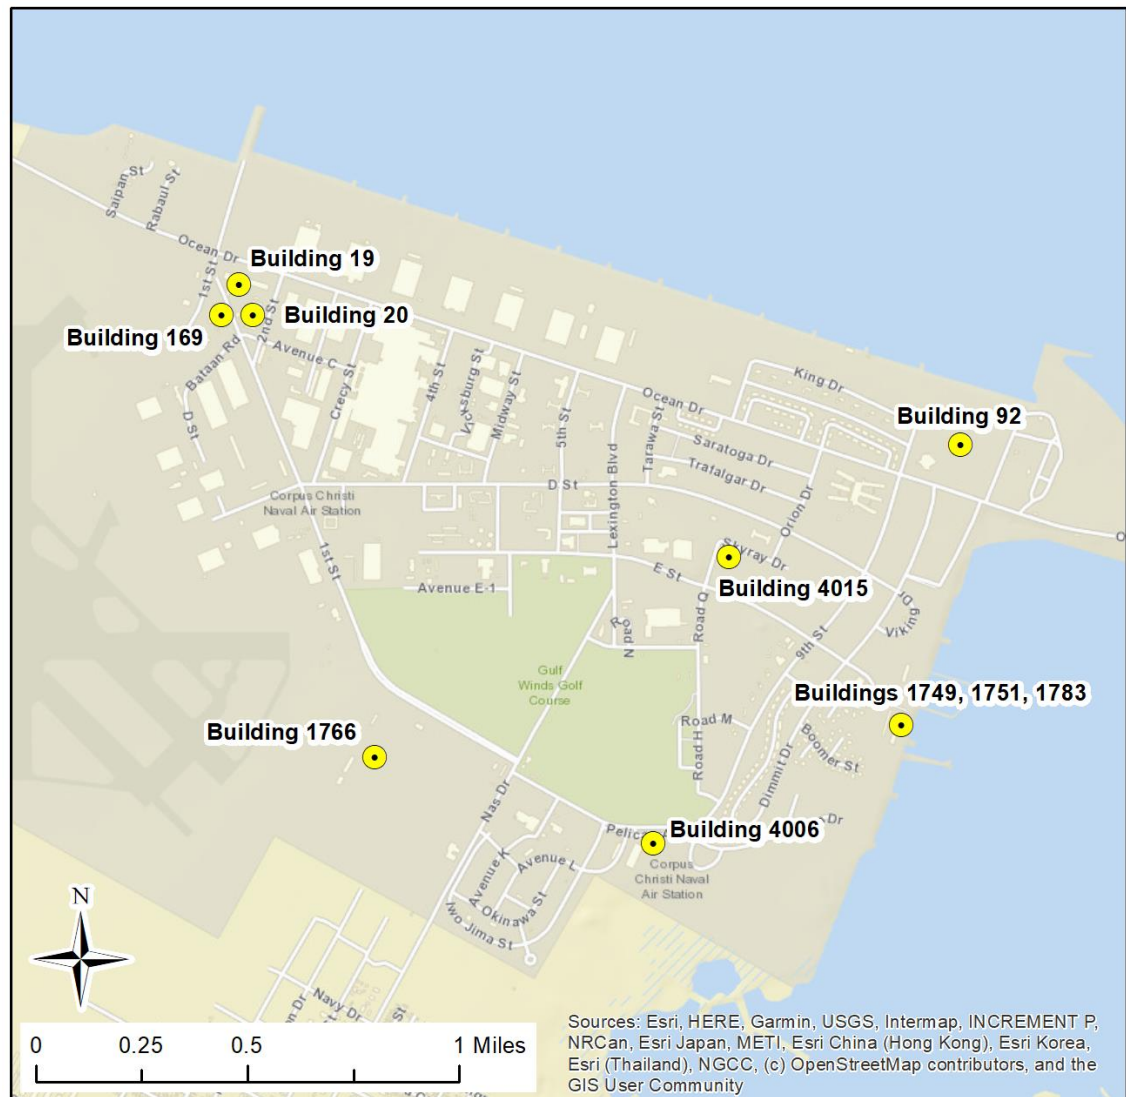 Saipan St
Rabaul St
Ocean Dr
1st St
Building 19
2nd St
Building 20
Building 169
Bataan Rd
Avenue C
D St
Crecy St
4th St
Vicksburg St
Midway St
5th St
Ocean Dr
King Dr
Tarawa St
Saratoga Dr
Trafalgar Dr
Building 92
Lexington Blvd
D St
Orion Dr
Corpus Christi
Naval Air Station
1st St
Skyray Dr
E St
Building 4015
Avenue E-1
Road Q
Road N
Viking Dr
9th St
Gulf
Winds Golf
Course
Buildings 1749, 1751, 1783
Building 1766
Road M
Road H
Boomer St
Dimmit Dr
Nas Dr
Dr
Building 4006
Avenue K
Avenue L
Okinawa St
Iwo Jima St
Corpus
Christi Naval
Air Station
N
Navy Dr
0 0.25 0.5 1 Miles
Sources: Esri, HERE, Garmin, USGS, Intermap, INCREMENT P,
NRCan, Esri Japan, METI, Esri China (Hong Kong), Esri Korea,
Esri (Thailand), NGCC, (c) OpenStreetMap contributors, and the
GIS User Community